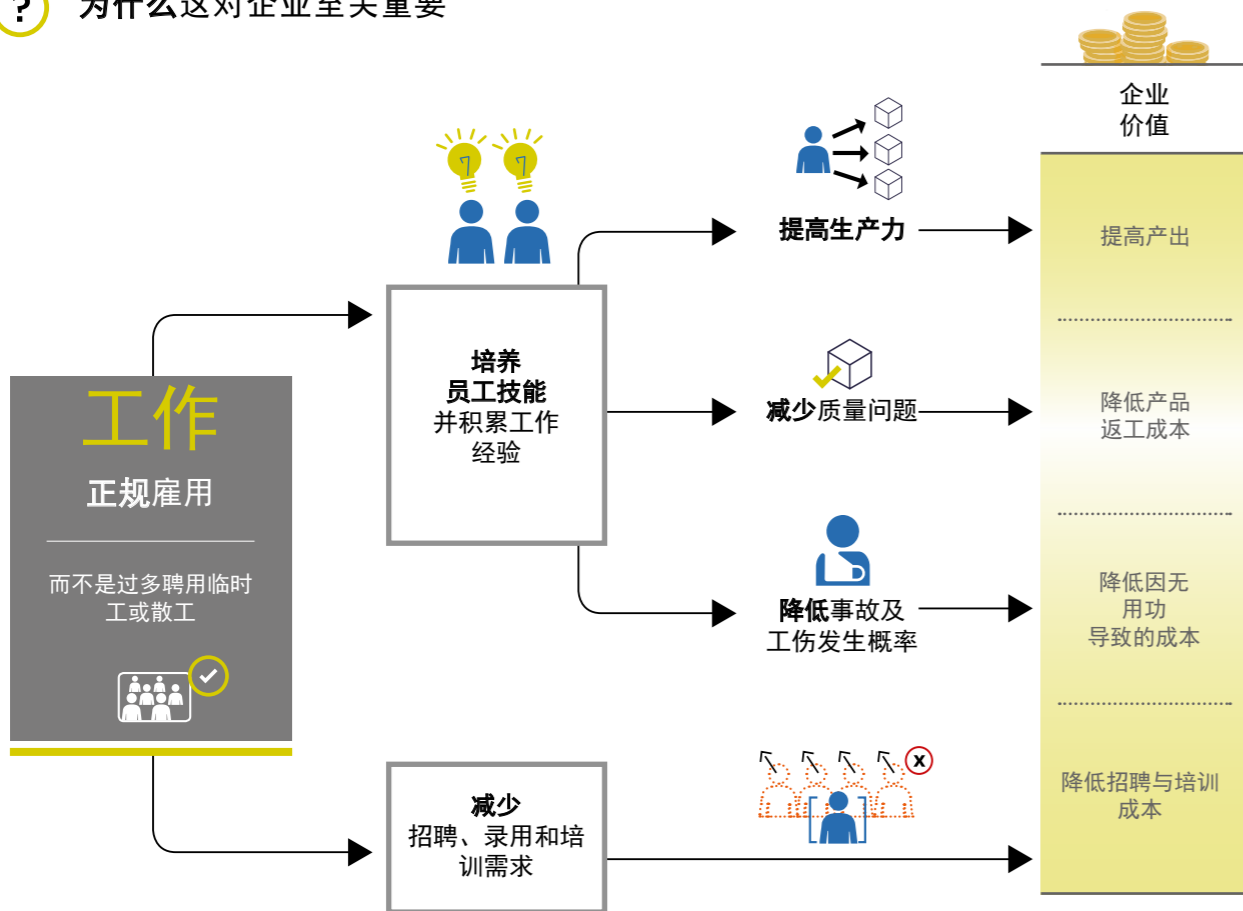 ?
为什么这对企业至关重要
企业
价值
提高生产力
提高产出
培养
员工技能
并积累工作
经验
工作
正规雇用
而不是过多聘用临时
工或散工
减少质量问题
降低产品
返工成本
降低事故及
工伤发生概率
降低因无
用功
导致的成本
减少
招聘、录用和培
训需求
X
降低招聘与培训
成本